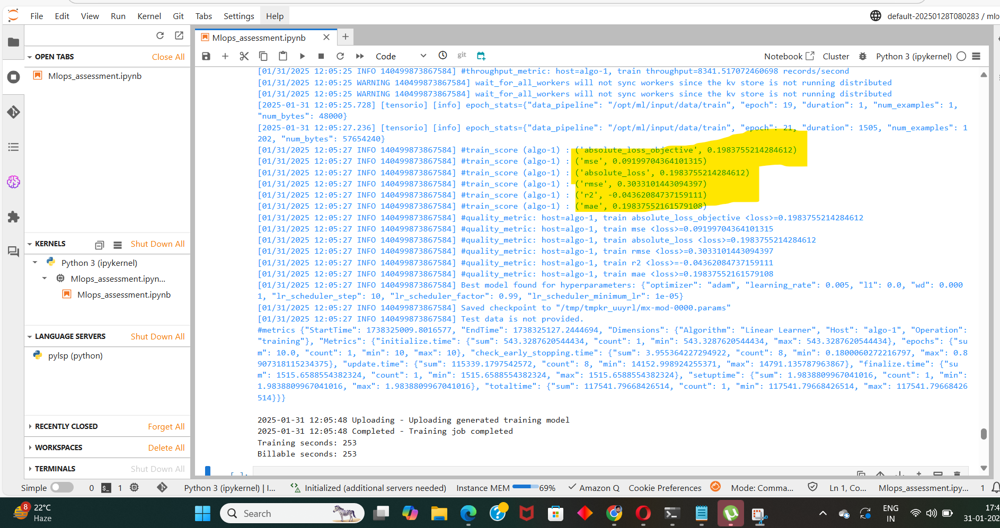 File Edit View Run Kernel Git Tabs Settings Help
default-20250128T080283 / mlo
OPEN TABS Close All
Mlops_assessment.ipynb
KERNELS Shut Down All
Python 3 (ipykernel)
Mlops_assessment.ipyn...
Mlops_assessment.ipynb
LANGUAGE SERVERS Shut Down All
pylsp (python)
RECENTLY CLOSED Forget All
WORKSPACES Delete All
TERMINALS Shut Down All
Mlops_assessment.ipynb
Code git Notebook Cluster Python 3 (ipykernel)
[01/31/2025 12:05:25 INFO 140499873867584] #throughput_metric: host=algo-1, train throughput=8341.517072460698 records/second
[01/31/2025 12:05:25 WARNING 140499873867584] wait_for_all_workers will not sync workers since the kv store is not running distributed
[01/31/2025 12:05:25 WARNING 140499873867584] wait_for_all_workers will not sync workers since the kv store is not running distributed
[2025-01-31 12:05:25.728] [tensorio] [info] epoch_stats={"data_pipeline": "/opt/ml/input/data/train", "epoch": 19, "duration": 1, "num_examples": 1,
"num_bytes": 48000}
[2025-01-31 12:05:27.236] [tensorio] [info] epoch_stats={"data_pipeline": "/opt/ml/input/data/train", "epoch": 21, "duration": 1505, "num_examples": 1
202, "num_bytes": 57654240}
[01/31/2025 12:05:27 INFO 140499873867584] #train_score (algo-1) : ('absolute_loss_objective', 0.1983755214284612)
[01/31/2025 12:05:27 INFO 140499873867584] #train_score (algo-1) : ('mse', 0.09199704364101315)
[01/31/2025 12:05:27 INFO 140499873867584] #train_score (algo-1) : ('absolute_loss', 0.1983755214284612)
[01/31/2025 12:05:27 INFO 140499873867584] #train_score (algo-1) : ('rmse', 0.3033101443094397)
[01/31/2025 12:05:27 INFO 140499873867584] #train_score (algo-1) : ('r2', -0.04362084737159111)
[01/31/2025 12:05:27 INFO 140499873867584] #train_score (algo-1) : ('mae', 0.19837552161579108)
[01/31/2025 12:05:27 INFO 140499873867584] #quality_metric: host=algo-1, train absolute_loss_objective <loss>=0.1983755214284612
[01/31/2025 12:05:27 INFO 140499873867584] #quality_metric: host=algo-1, train mse <loss>=0.09199704364101315
[01/31/2025 12:05:27 INFO 140499873867584] #quality_metric: host=algo-1, train absolute_loss <loss>=0.1983755214284612
[01/31/2025 12:05:27 INFO 140499873867584] #quality_metric: host=algo-1, train rmse <loss>=0.3033101443094397
[01/31/2025 12:05:27 INFO 140499873867584] #quality_metric: host=algo-1, train r2 <loss>=-0.04362084737159111
[01/31/2025 12:05:27 INFO 140499873867584] #quality_metric: host=algo-1, train mae <loss>=0.19837552161579108
[01/31/2025 12:05:27 INFO 140499873867584] Best model found for hyperparameters: {"optimizer": "adam", "learning_rate": 0.005, "l1": 0.0, "wd": 0.000
1, "lr_scheduler_step": 10, "lr_scheduler_factor": 0.99, "lr_scheduler_minimum_lr": 1e-05}
[01/31/2025 12:05:27 INFO 140499873867584] Saved checkpoint to "/tmp/tmpkr_uuyrl/mx-mod-0000.params"
[01/31/2025 12:05:27 INFO 140499873867584] Test data is not provided.
#metrics {"StartTime": 1738325009.8016577, "EndTime": 1738325127.2444694, "Dimensions": {"Algorithm": "Linear Learner", "Host": "algo-1", "Operation":
"training"}, "Metrics": {"initialize.time": {"sum": 543.3287620544434, "count": 1, "min": 543.3287620544434, "max": 543.3287620544434}, "epochs": {"su
m": 10.0, "count": 1, "min": 10, "max": 10}, "check_early_stopping.time": {"sum": 3.955364227294922, "count": 8, "min": 0.1800060272216797, "max": 0.8
907318115234375}, "update.time": {"sum": 115339.1797542572, "count": 8, "min": 14152.998924255371, "max": 14791.135787963867}, "finalize.time": {"su
m": 1515.6588554382324, "count": 1, "min": 1515.6588554382324, "max": 1515.6588554382324}, "setuptime": {"sum": 1.9838809967041016, "count": 1, "min":
1.9838809967041016, "max": 1.9838809967041016}, "totaltime": {"sum": 117541.79668426514, "count": 1, "min": 117541.79668426514, "max": 117541.79668426
514}}}
2025-01-31 12:05:48 Uploading - Uploading generated training model
2025-01-31 12:05:48 Completed - Training job completed
Training seconds: 253
Billable seconds: 253
[ ]:
Simple 0 1 Python 3 (ipykernel) | I... Initialized (additional servers needed) Instance MEM 69% Amazon Q Cookie Preferences Mode: Comma... Ln 1, Co... Mlops_assessment.ipy... 1
8 22°C
Haze
Search
ENG
IN
17:4
31-01-202